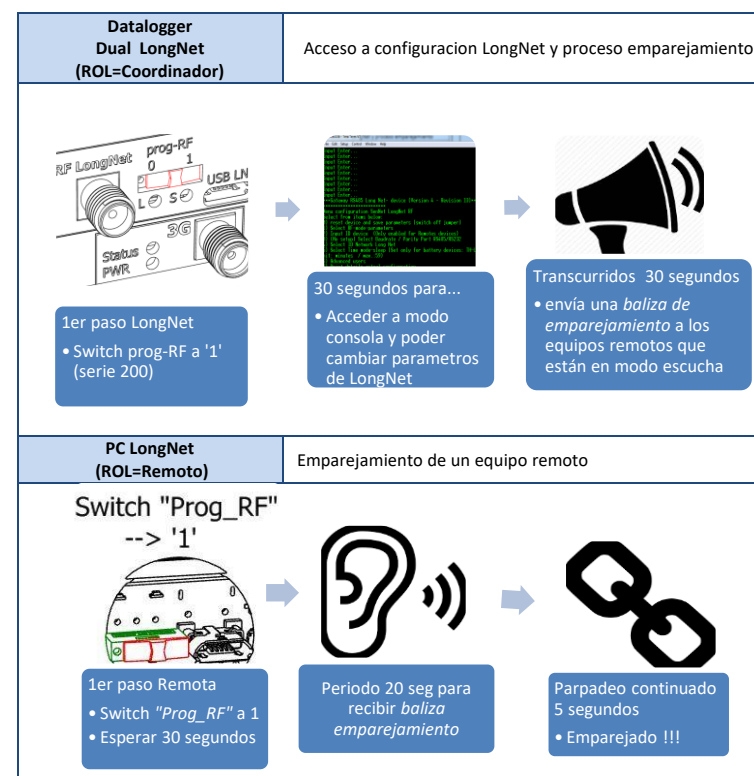 Datalogger
Dual LongNet
(ROL=Coordinador)
Acceso a configuracion LongNet y proceso emparejamiento
RF LongNet
prog-RF
0 1
USB LN
L S
3G
Status
PWR
1er paso LongNet
• Switch prog-RF a '1'
(serie 200)
30 segundos para...
• Acceder a modo
consola y poder
cambiar parametros
de LongNet
Transcurridos 30 segundos
• envía una baliza de
emparejamiento a los
equipos remotos que
están en modo escucha
PC LongNet
(ROL=Remoto)
Emparejamiento de un equipo remoto
Switch "Prog_RF"
--> '1'
1er paso Remota
• Switch "Prog_RF" a 1
• Esperar 30 segundos
Periodo 20 seg para
recibir baliza
emparejamiento
Parpadeo continuado
5 segundos
• Emparejado !!!